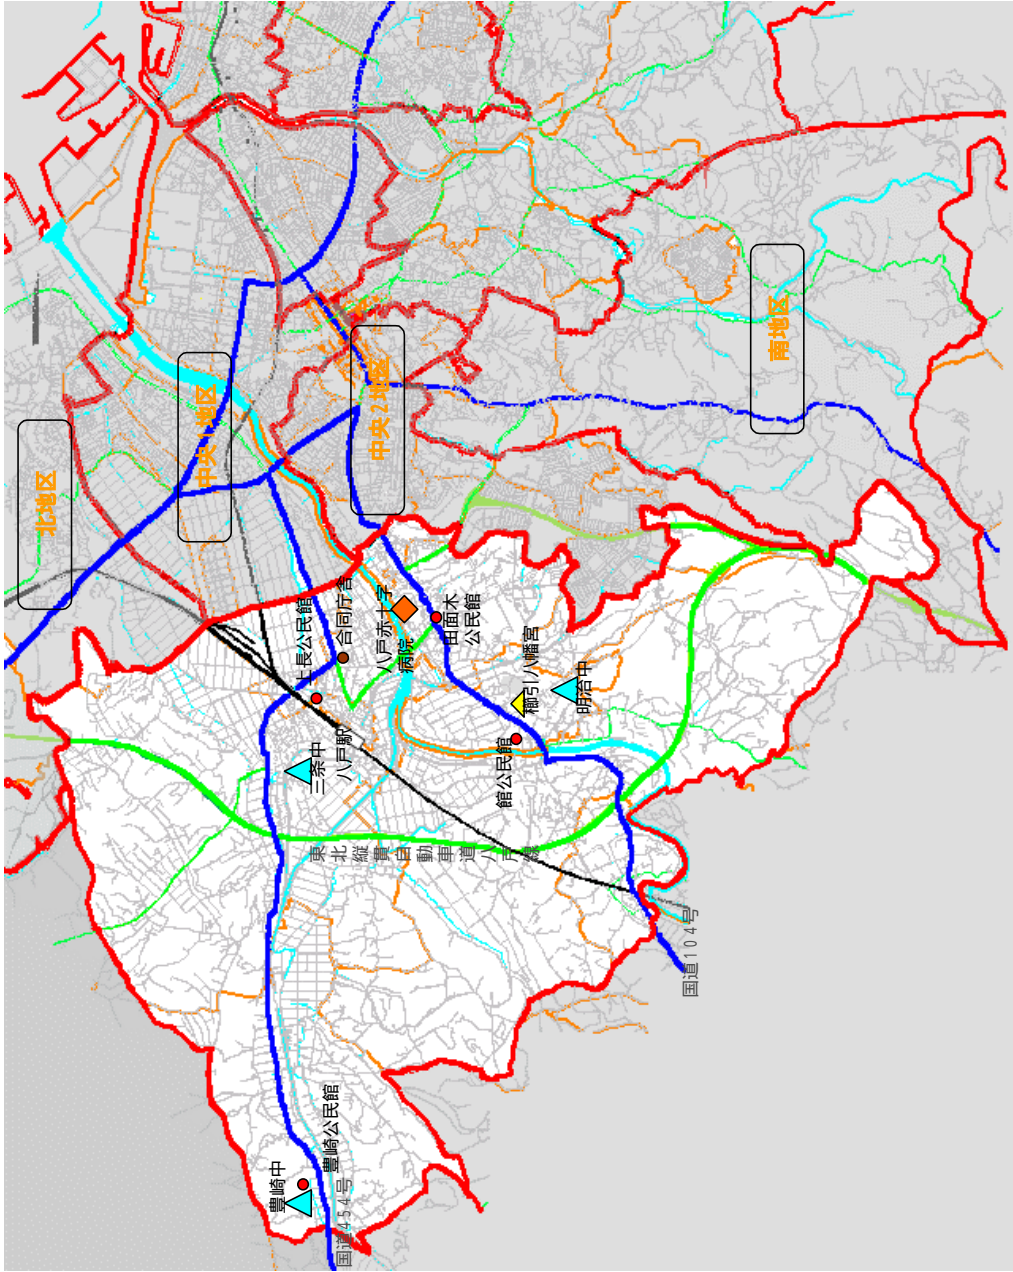 北地区
中央1地区
中央2地区
南地区
上長公民館
合同庁舎
八戸赤十字
病院
田面木
公民館
櫛引八幡宮
明治中
三条中
八戸駅
館公民館
東北縦貫自動車道八戸線
国道104号
豊崎中
豊崎公民館
国道454号